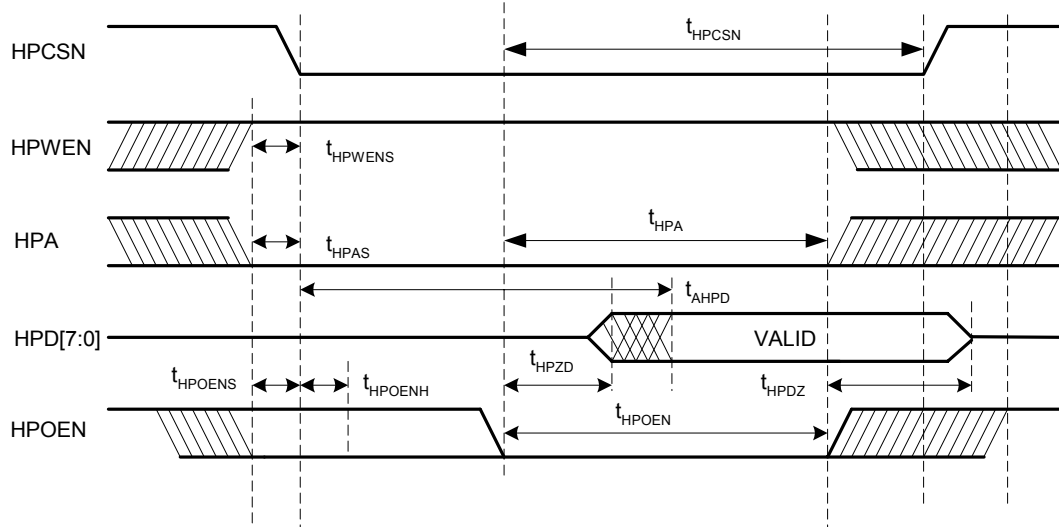 HPCSN
tHPCSN
HPWEN
tHPWENS
HPA
tHPAS
tHPA
tAHPD
HPD[7:0]
VALID
tHPOENS
tHPOENH
tHPZD
tHPDZ
HPOEN
tHPOEN